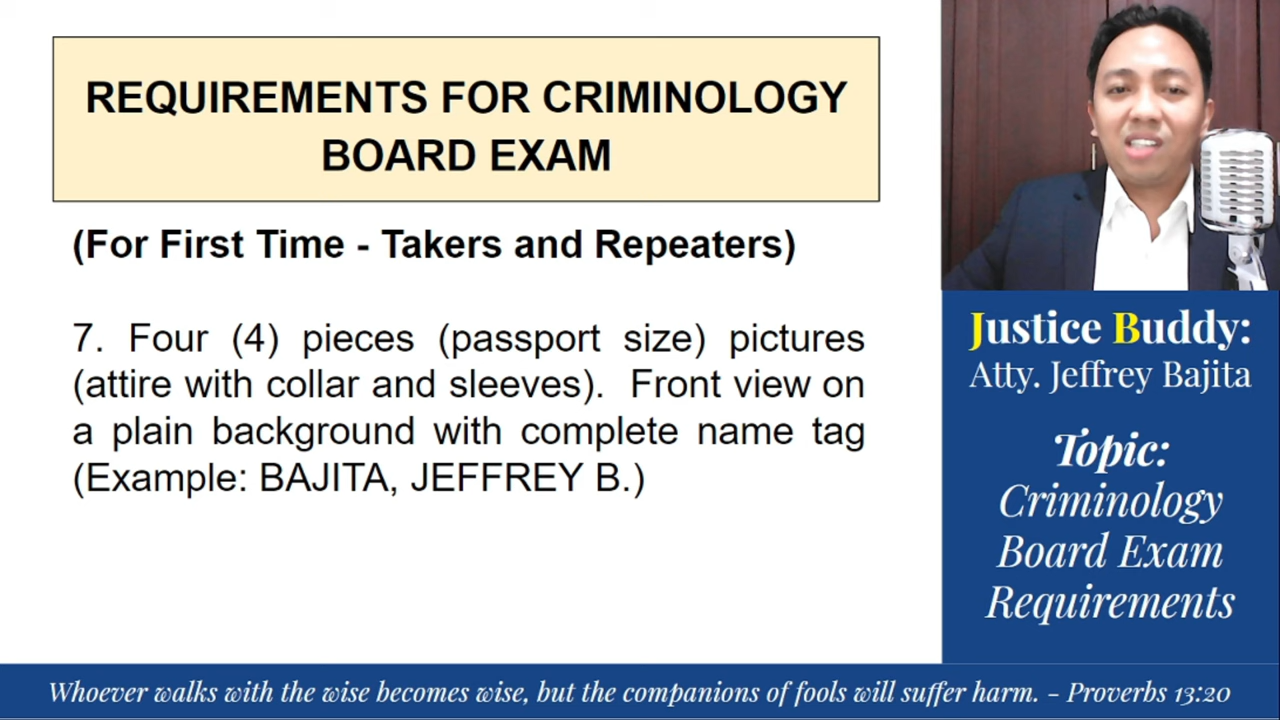 REQUIREMENTS FOR CRIMINOLOGY
BOARD EXAM
(For First Time - Takers and Repeaters)
7. Four (4) pieces (passport size) pictures
(attire with collar and sleeves). Front view on
a plain background with complete name tag
(Example: BAJITA, JEFFREY B.)
Justice Buddy:
Atty. Jeffrey Bajita
Topic:
Criminology
Board Exam
Requirements
Whoever walks with the wise becomes wise, but the companions of fools will suffer harm. – Proverbs 13:20